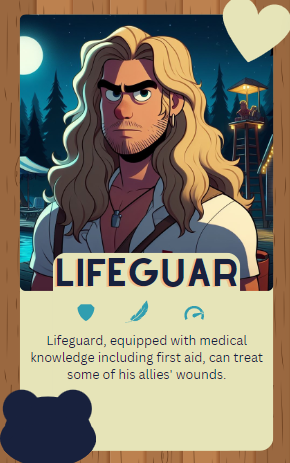 LIFEGUAR
Lifeguard, equipped with medical
knowledge including first aid, can treat
some of his allies' wounds.